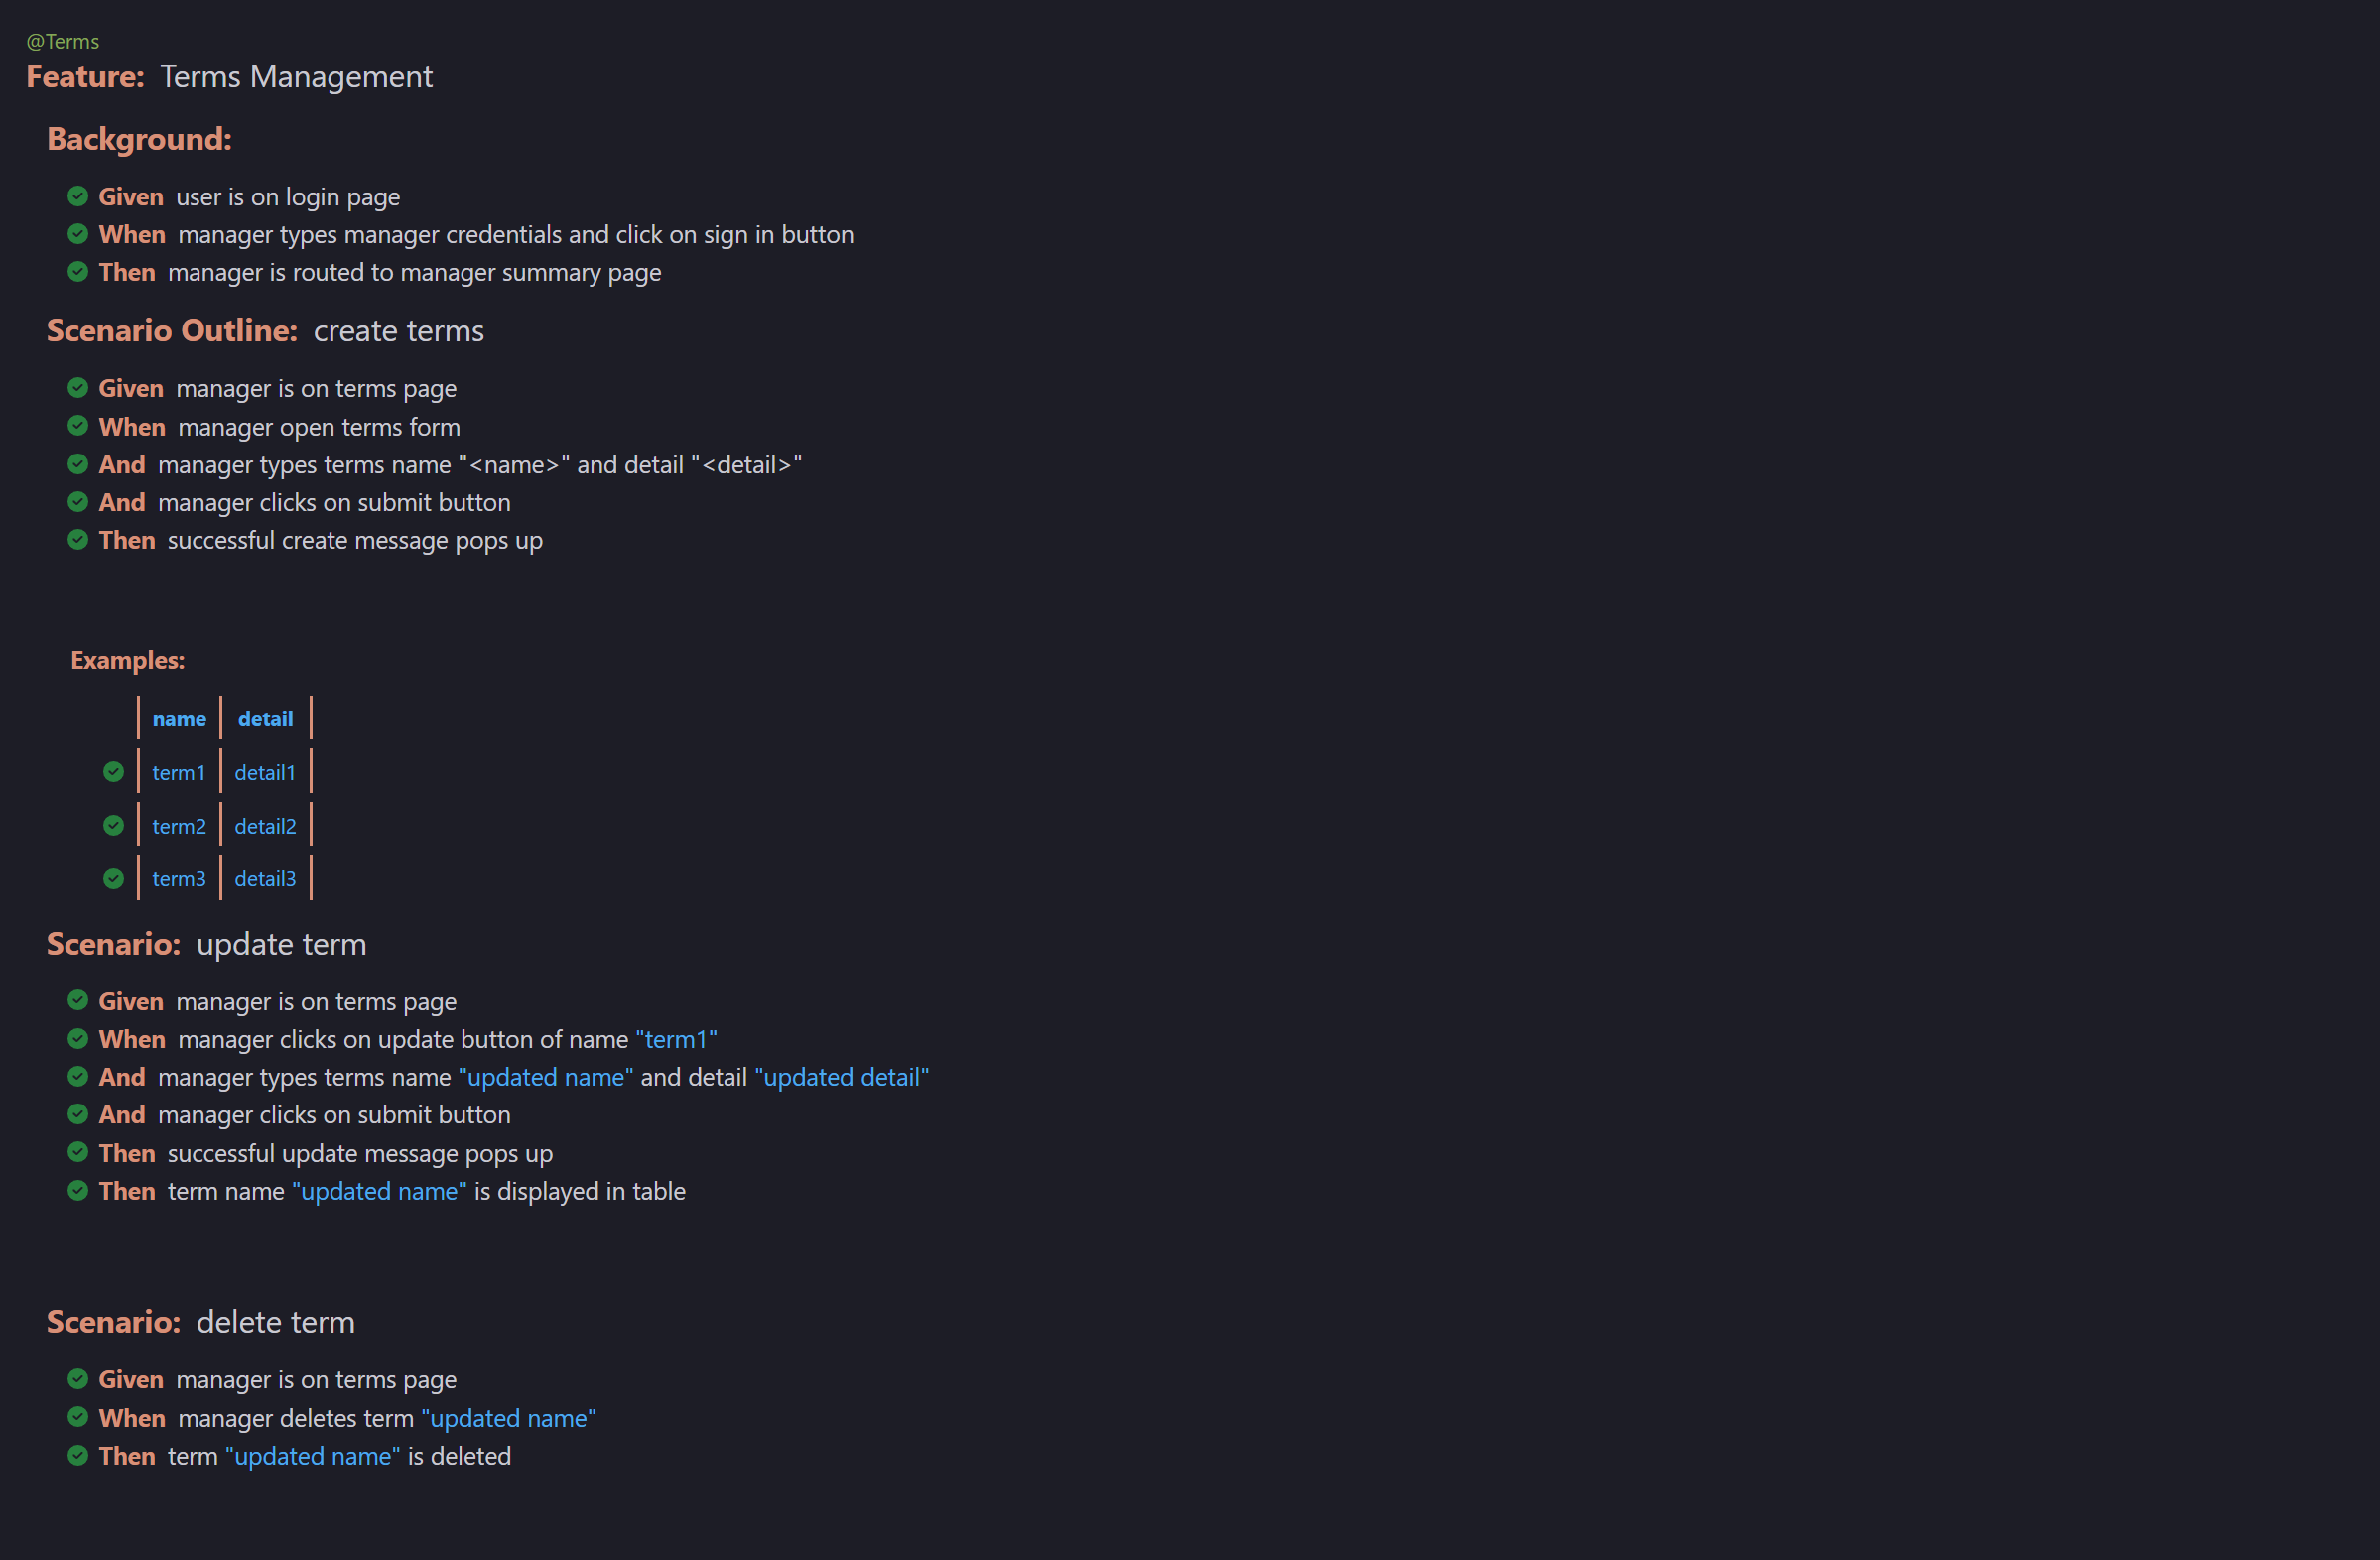 @Terms
Feature: Terms Management
Background:
Given user is on login page
When manager types manager credentials and click on sign in button
Then manager is routed to manager summary page
Scenario Outline: create terms
Given manager is on terms page
When manager open terms form
And manager types terms name "<name>" and detail "<detail>"
And manager clicks on submit button
Then successful create message pops up
Examples:
name detail
term1 detail1
term2 detail2
term3 detail3
Scenario: update term
Given manager is on terms page
When manager clicks on update button of name "term1"
And manager types terms name "updated name" and detail "updated detail"
And manager clicks on submit button
Then successful update message pops up
Then term name "updated name" is displayed in table
Scenario: delete term
Given manager is on terms page
When manager deletes term "updated name"
Then term "updated name" is deleted